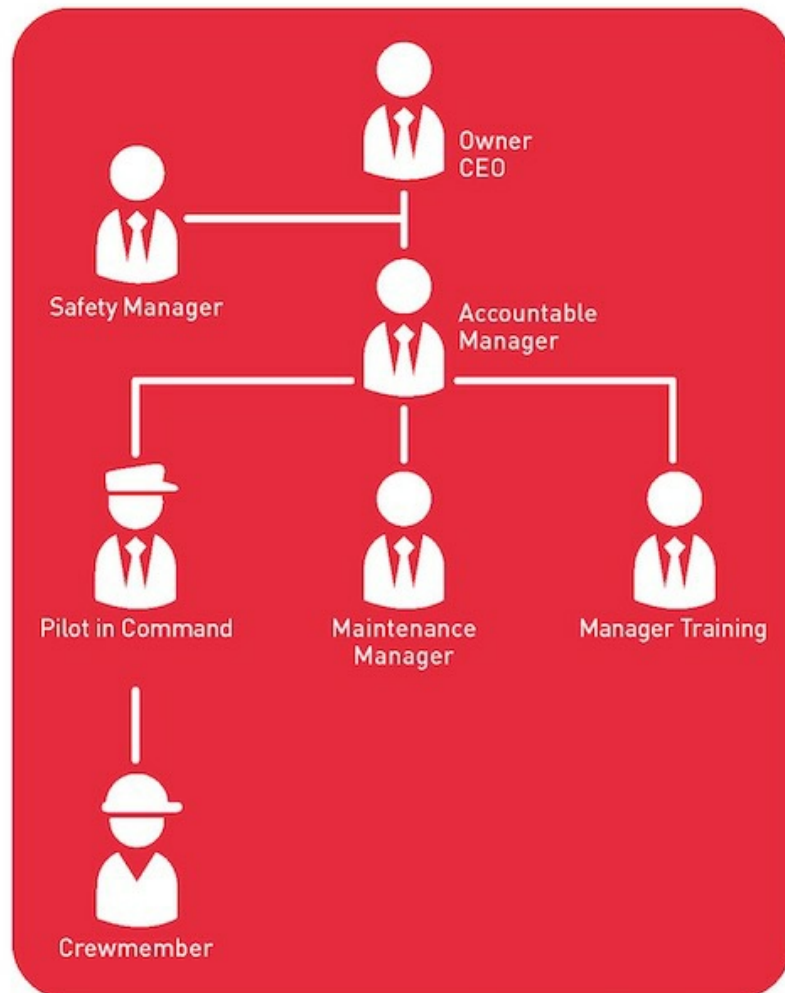 Owner
CEO
Safety Manager
Accountable
Manager
Pilot in Command
Maintenance
Manager
Manager Training
Crewmember